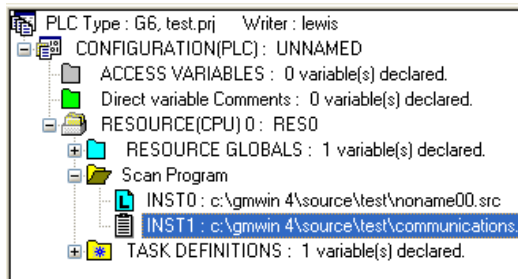 PLC Type : G6, test.prj Writer : lewis
CONFIGURATION(PLC) : UNNAMED
ACCESS VARIABLES : 0 variable(s) declared.
Direct variable Comments : 0 variable(s) declared.
RESOURCE(CPU) 0 : RES0
RESOURCE GLOBALS : 1 variable(s) declared.
Scan Program
L INST0 : c:\gmwin 4\source\test\noname00.src
INST1 : c:\gmwin 4\source\test\communications.
TASK DEFINITIONS : 1 variable(s) declared.